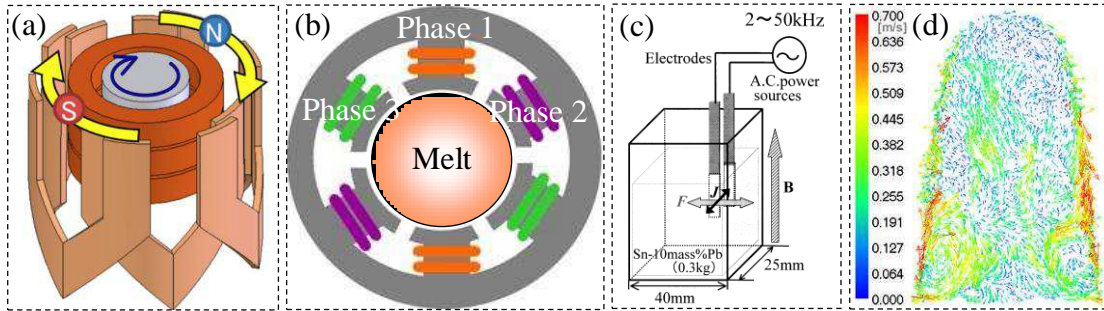 (a)
N
S
(b)
Phase 1
Phase 3
Phase 2
Melt
(c)
2～50kHz
Electrodes
A.C.power
sources
J
F
B
Sn-10mass%Pb
(0.3kg)
25mm
40mm
(d)
0.700
[m/s]
0.636
0.573
0.509
0.445
0.382
0.318
0.255
0.191
0.127
0.064
0.000